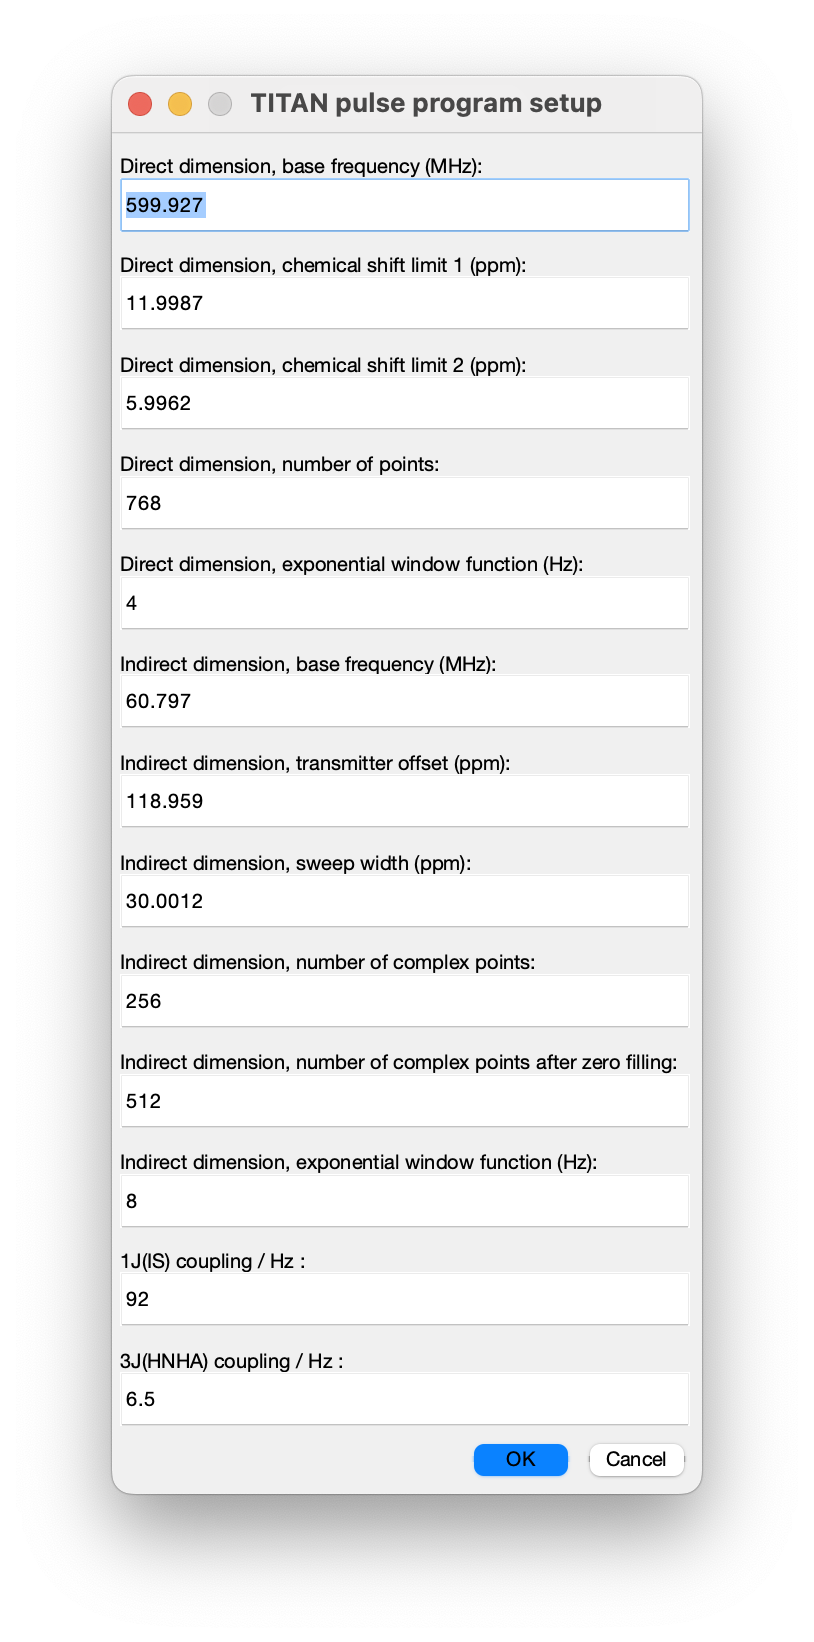 TITAN pulse program setup
Direct dimension, base frequency (MHz):
599.927
Direct dimension, chemical shift limit 1 (ppm):
11.9987
Direct dimension, chemical shift limit 2 (ppm):
5.9962
Direct dimension, number of points:
768
Direct dimension, exponential window function (Hz):
4
Indirect dimension, base frequency (MHz):
60.797
Indirect dimension, transmitter offset (ppm):
118.959
Indirect dimension, sweep width (ppm):
30.0012
Indirect dimension, number of complex points:
256
Indirect dimension, number of complex points after zero filling:
512
Indirect dimension, exponential window function (Hz):
8
1J(IS) coupling / Hz :
92
3J(HNHA) coupling / Hz :
6.5
OK Cancel